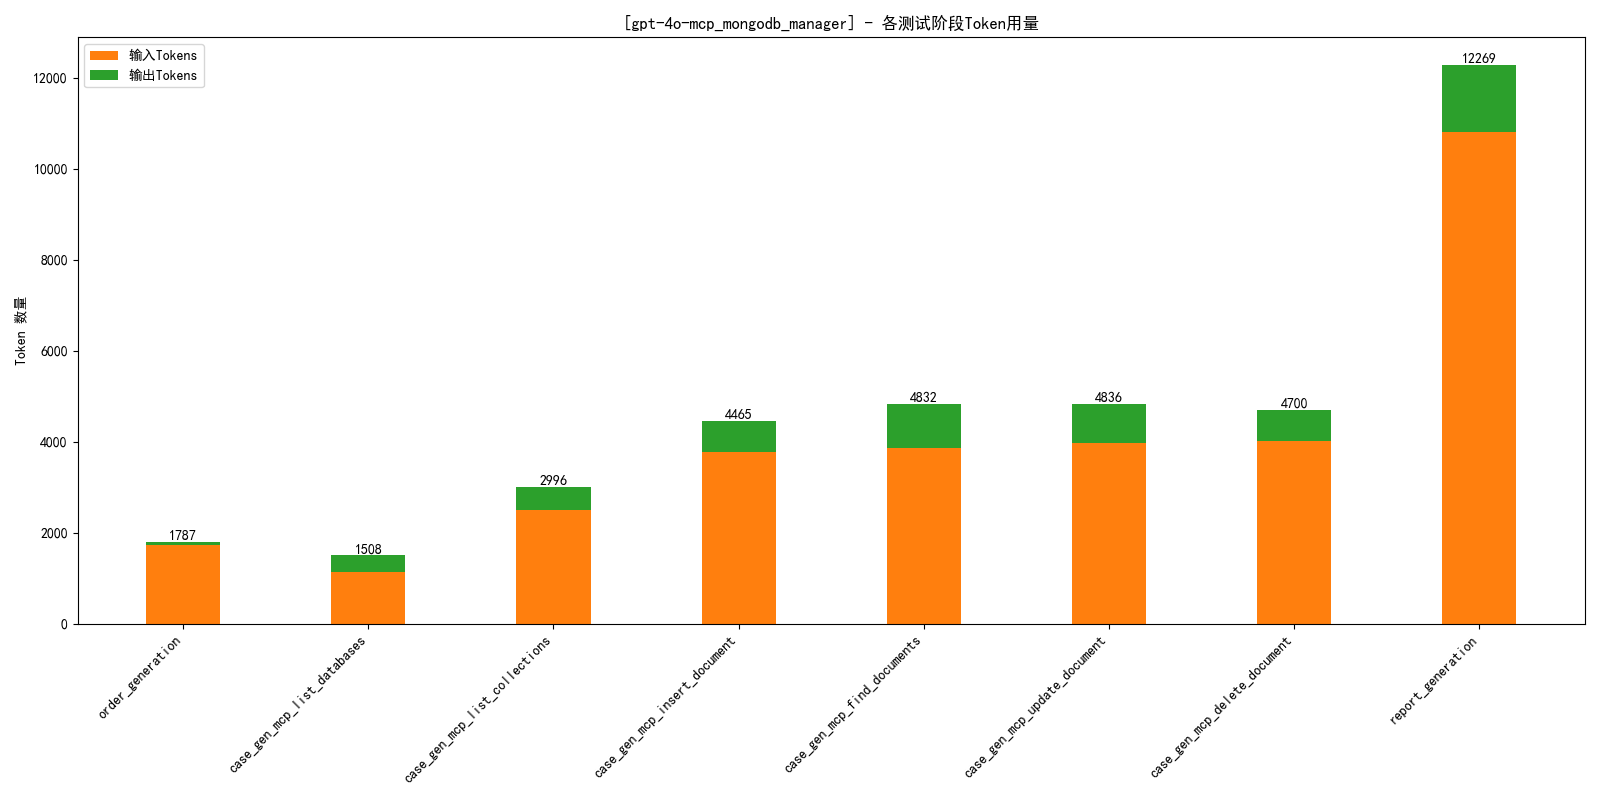 [gpt-4o-mcp_mongodb_manager] - 各测试阶段Token用量
输入Tokens
输出Tokens
Token 数量
12000
10000
8000
6000
4000
2000
0
1787
1508
2996
4465
4832
4836
4700
12269
order_generation
case_gen_mcp_list_databases
case_gen_mcp_list_collections
case_gen_mcp_insert_document
case_gen_mcp_find_documents
case_gen_mcp_update_document
case_gen_mcp_delete_document
report_generation